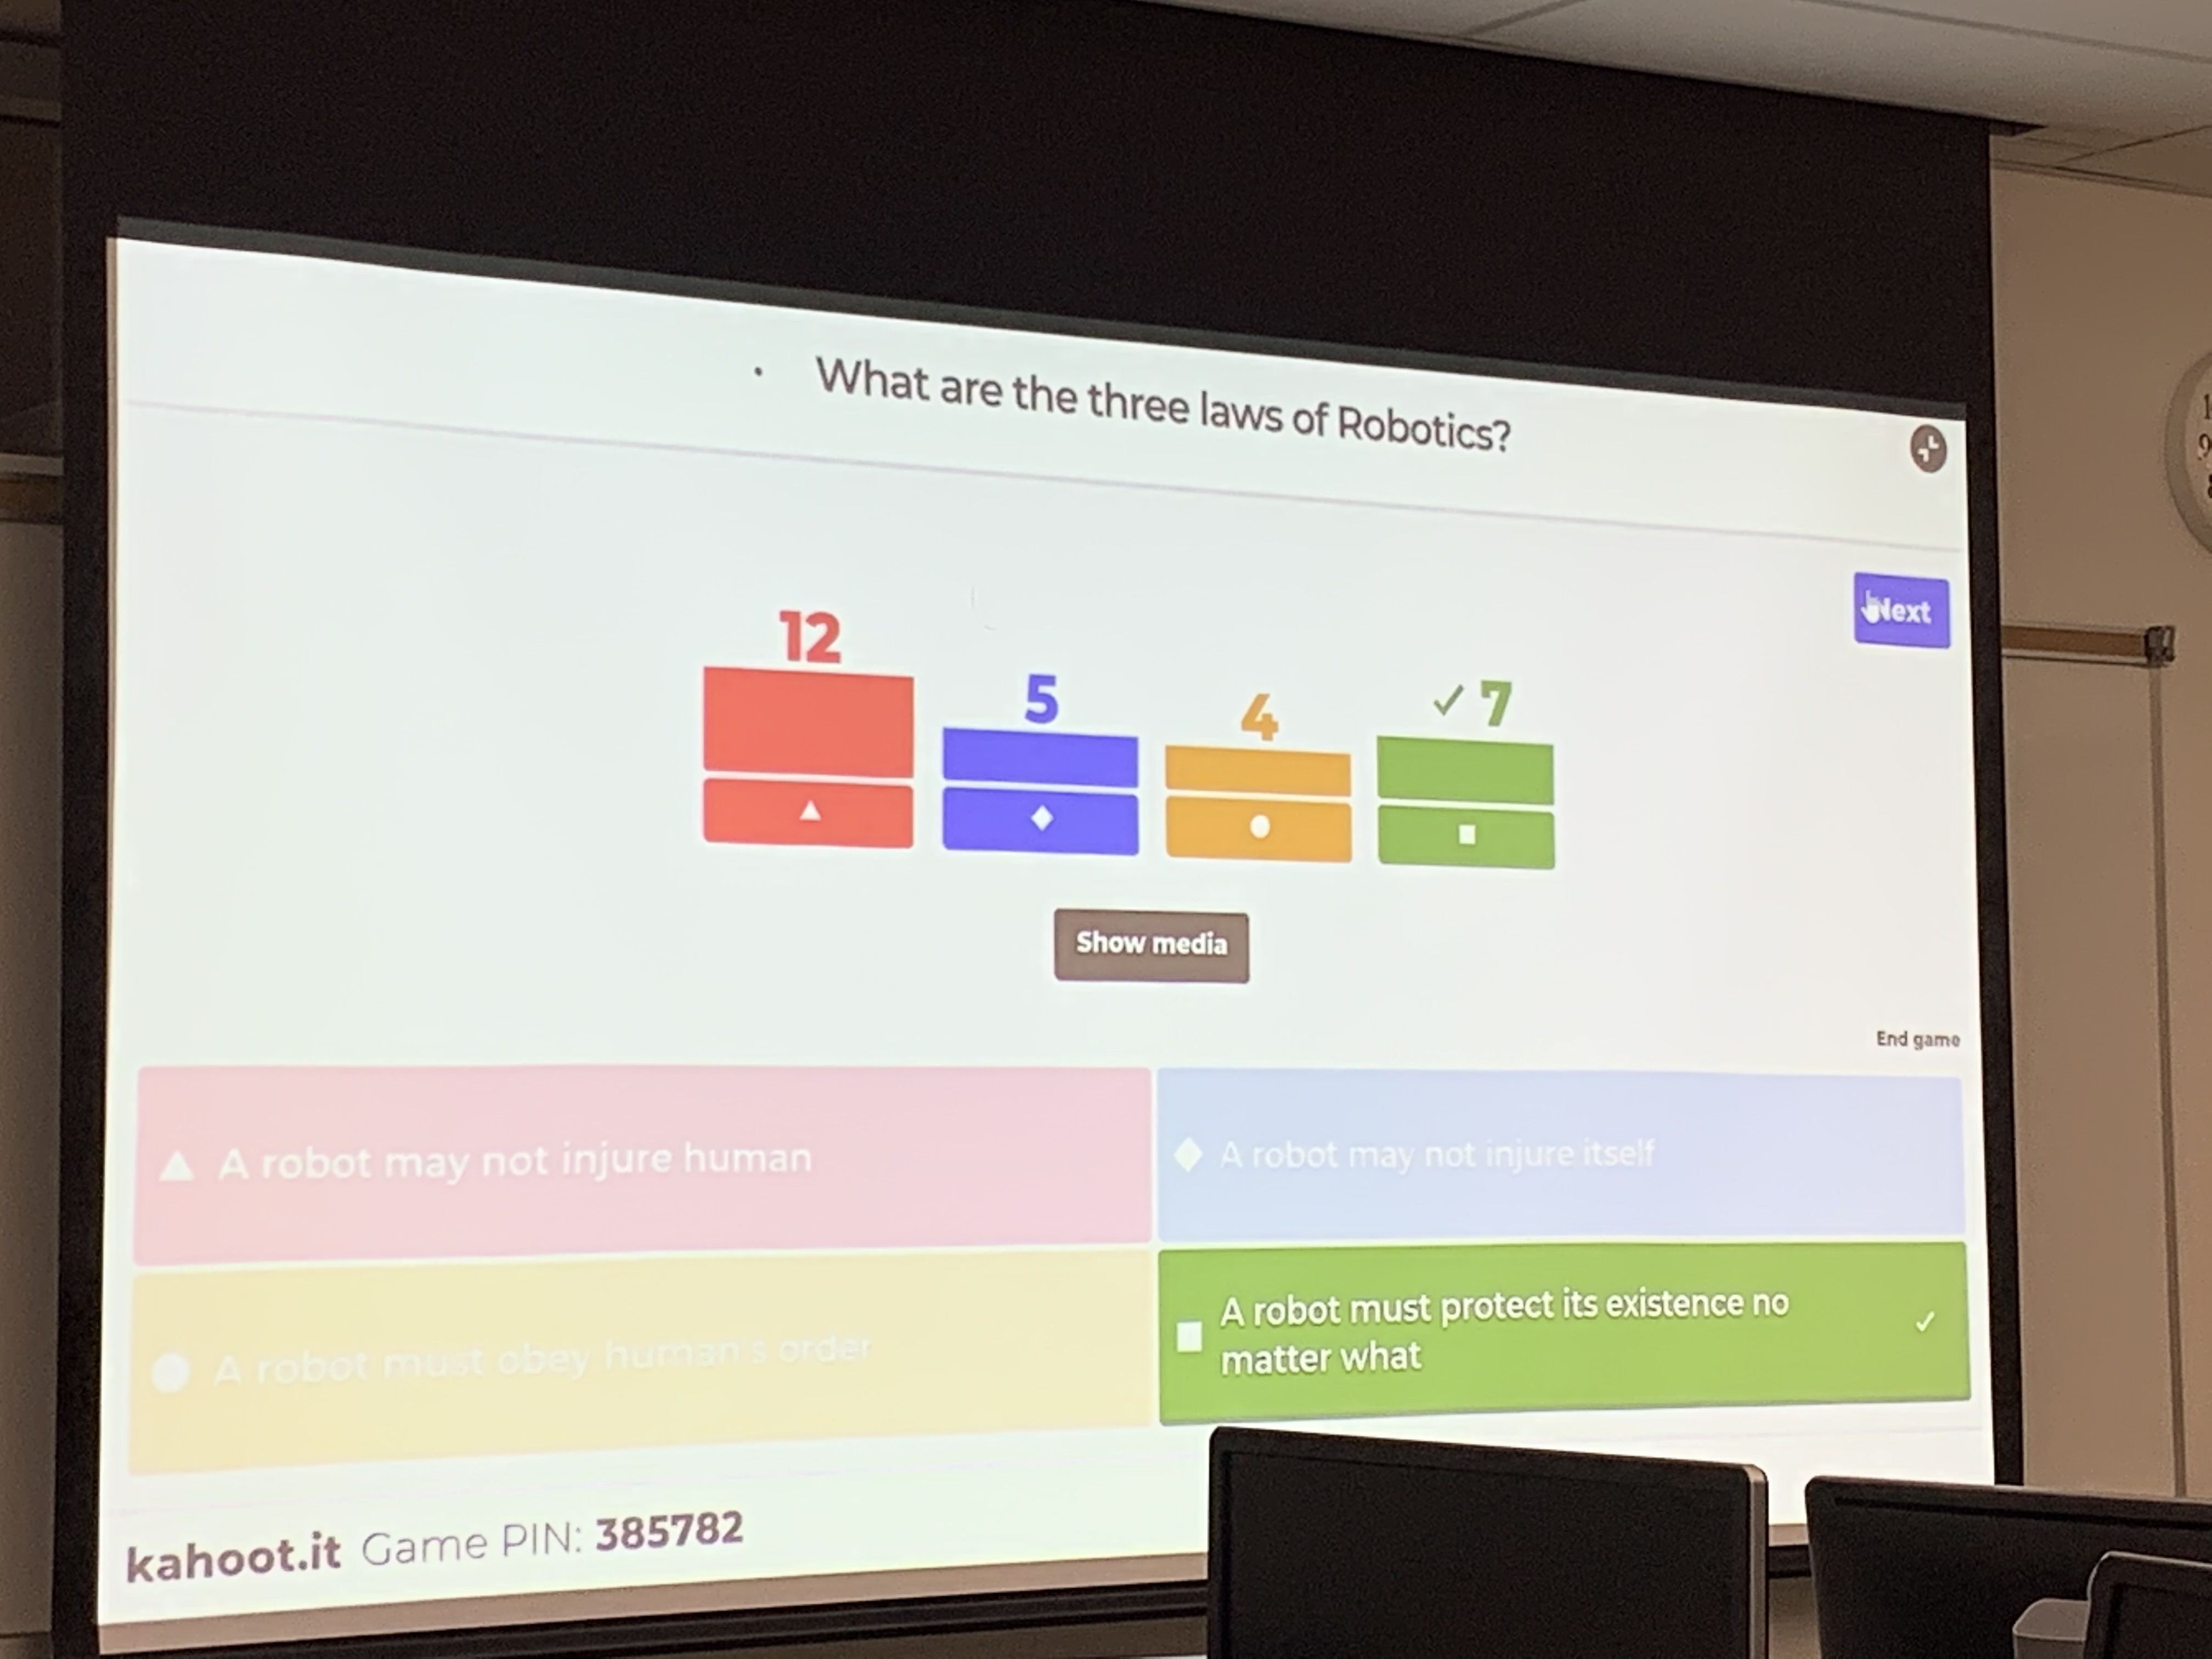 What are the three laws of Robotics?
Next
12
5
4
7
Show media
End game
A robot may not injure human
A robot may not injure itself
A robot must obey human s order
A robot must protect its existence no
matter what
kahoot.it Game PIN: 385782
1
9